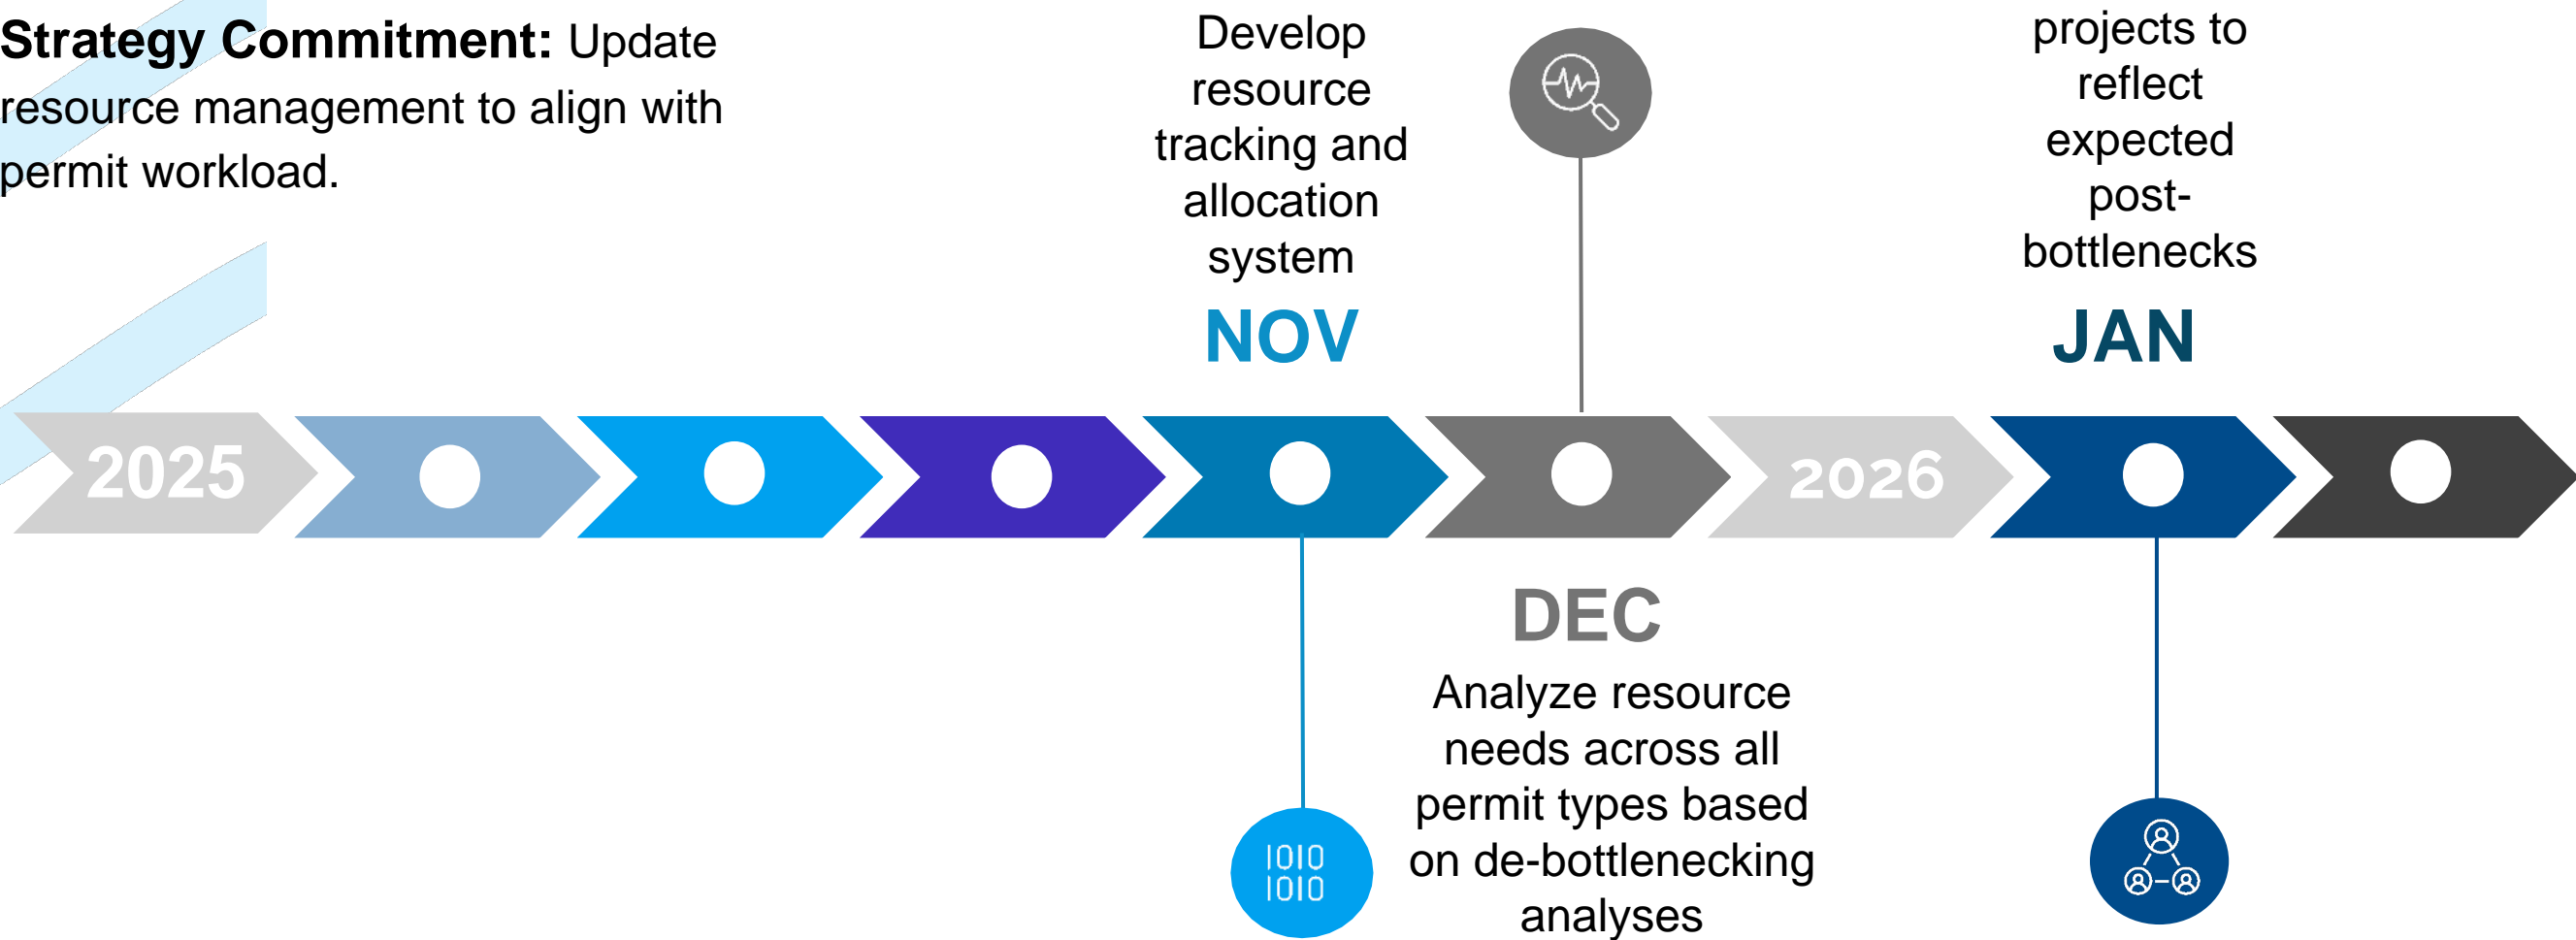 Strategy Commitment: Update
resource management to align with
permit workload.
Develop
resource
tracking and
allocation
system
NOV
projects to
reflect
expected
post-
bottlenecks
JAN
2025
2026
DEC
Analyze resource
needs across all
permit types based
on de-bottlenecking
analyses
1010
1010